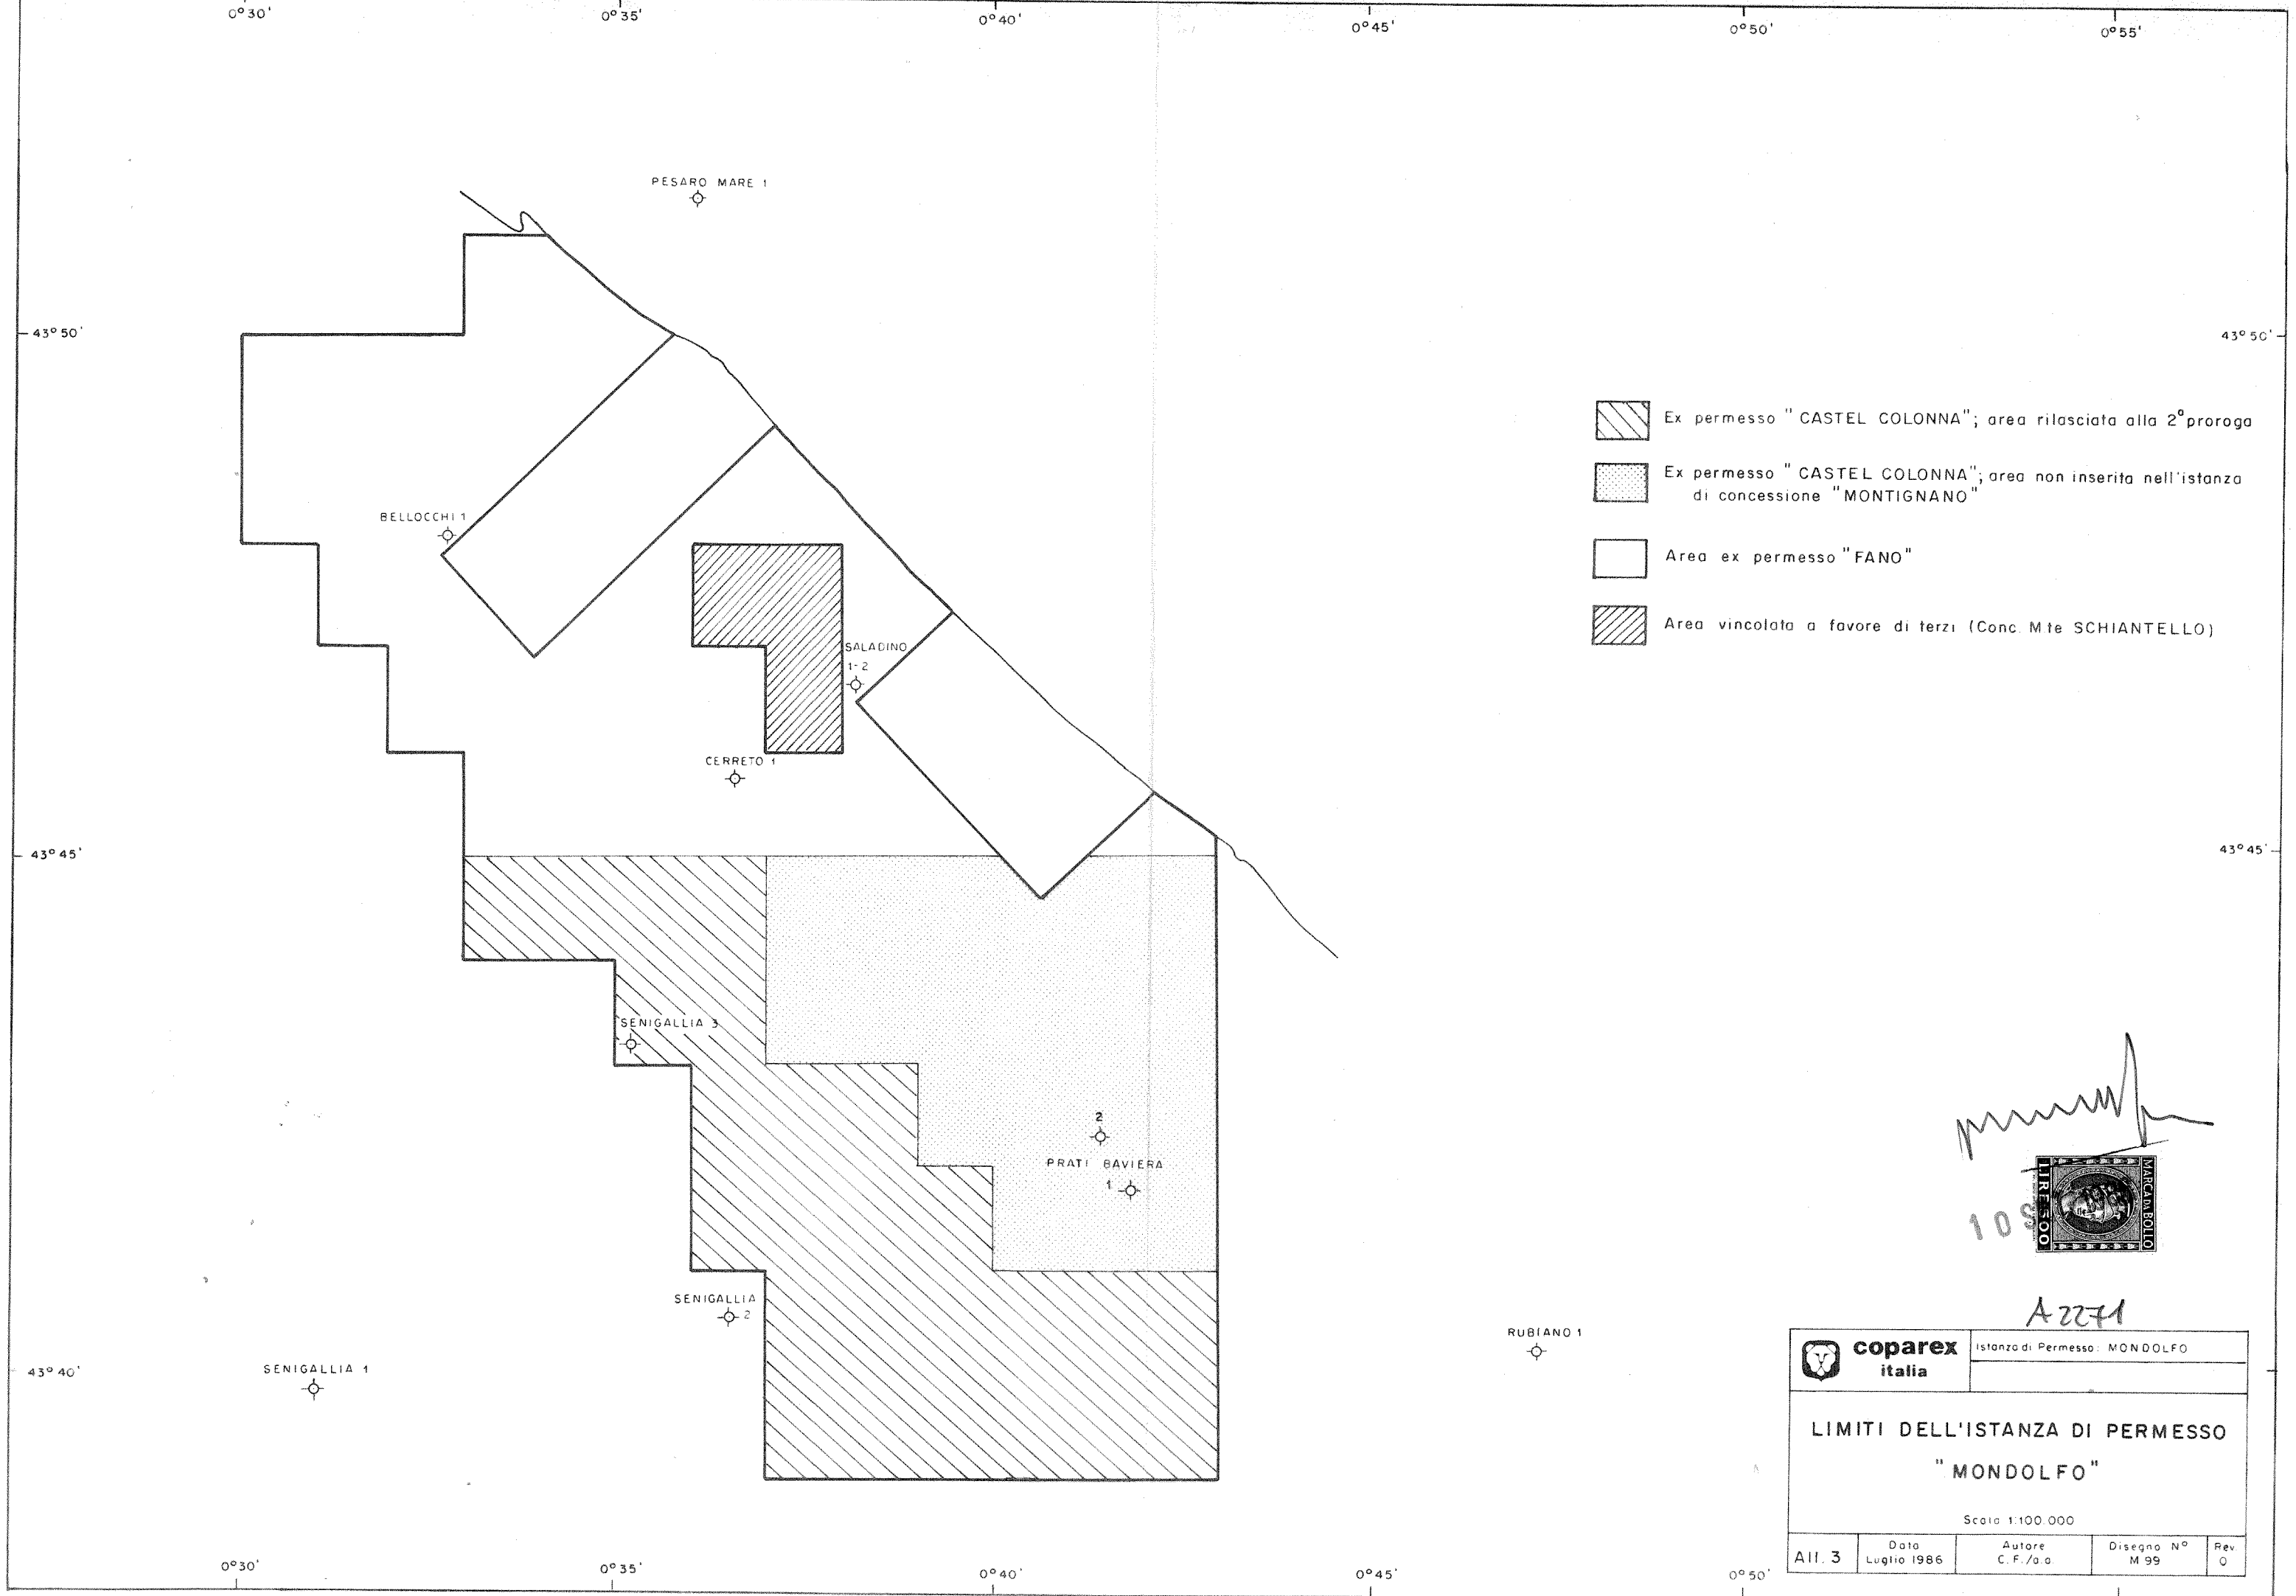 0°30'
0°35'
0°40'
0°45'
0°50'
0°55'
PESARO MARE 1
43°50'
43°50'
Ex permesso "CASTEL COLONNA"; area rilasciata alla 2° proroga
Ex permesso "CASTEL COLONNA"; area non inserita nell'istanza
di concessione "MONTIGNANO"
BELLOCCHI 1
Area ex permesso "FANO"
Area vincolata a favore di terzi (Conc. Mte SCHIANTELLO)
SALADINO
1-2
CERRETO 1
43°45'
43°45'
SENIGALLIA 3
2
PRATI BAVIERA
1
MARCA DA BOLLO
LIRE 500
10 S
SENIGALLIA
2
A2271
RUBIANO 1
SENIGALLIA 1
43°40'
coparex
italia
Istanza di Permesso: MONDOLFO
LIMITI DELL'ISTANZA DI PERMESSO
"MONDOLFO"
Scala 1:100.000
All. 3
Data
Luglio 1986
Autore
C.F./a.a.
Disegno N°
M 99
Rev.
0
0°30'
0°35'
0°40'
0°45'
0°50'